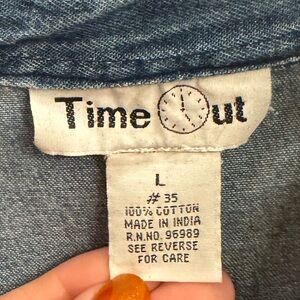 Time Out
L
# 35
100% COTTON
MADE IN INDIA
R.N.NO. 96989
SEE REVERSE
FOR CARE